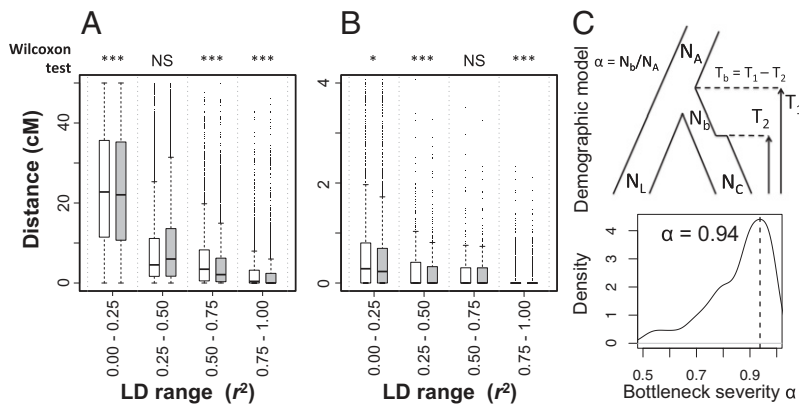 A
Wilcoxon test *** NS *** ***
Distance (cM)
40
20
0
0.00 - 0.25
0.25 - 0.50
0.50 - 0.75
0.75 - 1.00
LD range (r²)
B
* *** NS ***
4
2
0
0.00 - 0.25
0.25 - 0.50
0.50 - 0.75
0.75 - 1.00
LD range (r²)
C
Demographic model
α = Nb/NA
NA
Tb = T1 − T2
T1
T2
Nb
NL
NC
Density
4
3
2
1
0
α = 0.94
0.5 0.7 0.9
Bottleneck severity α